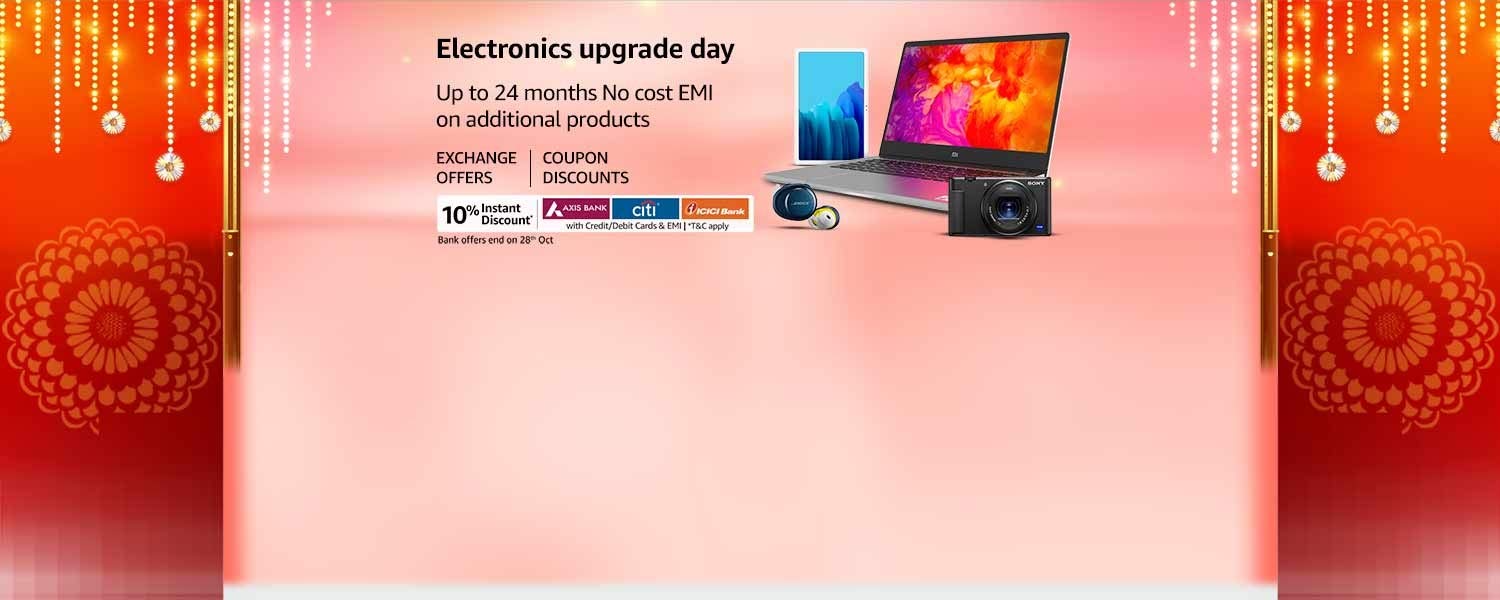 Electronics upgrade day
Up to 24 months No cost EMI
on additional products
EXCHANGE
OFFERS
COUPON
DISCOUNTS
10% Instant
Discount*
AXIS BANK
citi
ICICI Bank
with Credit/Debit Cards & EMI | *T&C apply
Bank offers end on 28th Oct
SONY